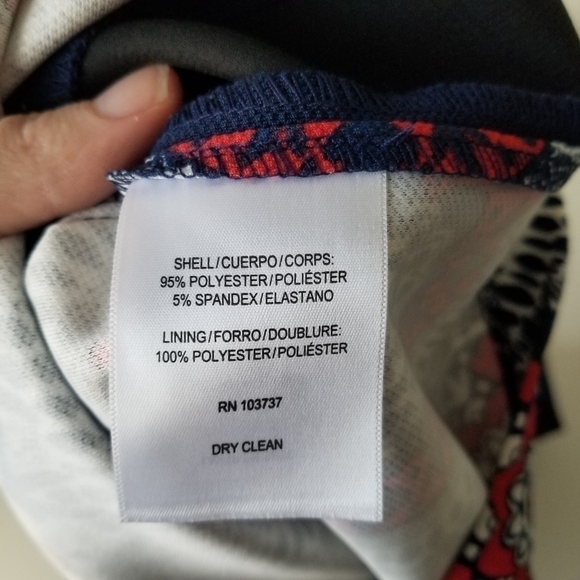 SHELL/CUERPO/CORPS:
95% POLYESTER/POLIÉSTER
5% SPANDEX/ELASTANO
LINING/FORRO/DOUBLURE:
100% POLYESTER/POLIÉSTER
RN 103737
DRY CLEAN